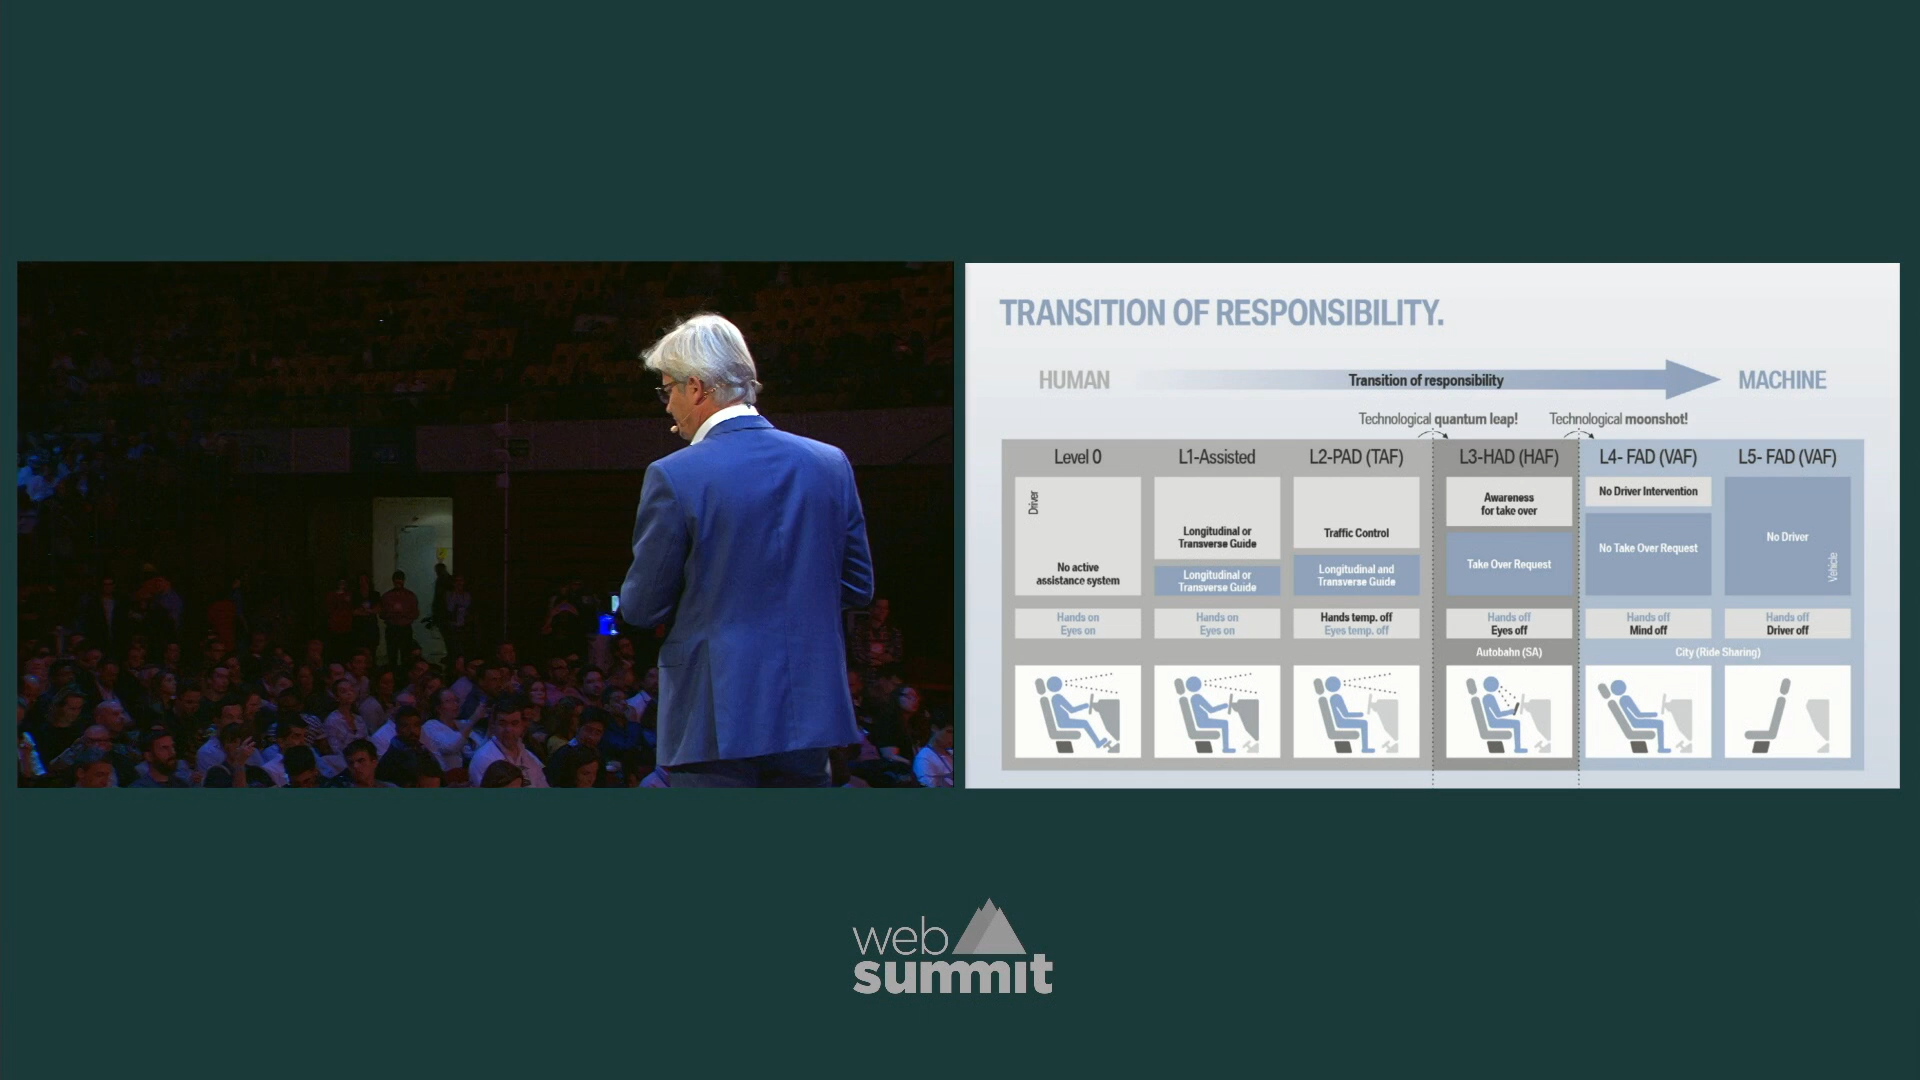 TRANSITION OF RESPONSIBILITY.
HUMAN
Transition of responsibility
MACHINE
Technological quantum leap!
Technological moonshot!
Level 0
L1-Assisted
L2-PAD (TAF)
L3-HAD (HAF)
L4- FAD (VAF)
L5- FAD (VAF)
Driver
No active
assistance system
Longitudinal or
Transverse Guide
Longitudinal or
Transverse Guide
Traffic Control
Longitudinal and
Transverse Guide
Awareness
for take over
Take Over Request
No Driver Intervention
No Take Over Request
No Driver
Vehicle
Hands on
Eyes on
Hands on
Eyes on
Hands temp. off
Eyes temp. off
Hands off
Eyes off
Hands off
Mind off
Hands off
Driver off
Autobahn (SA)
City (Ride Sharing)
web
summit